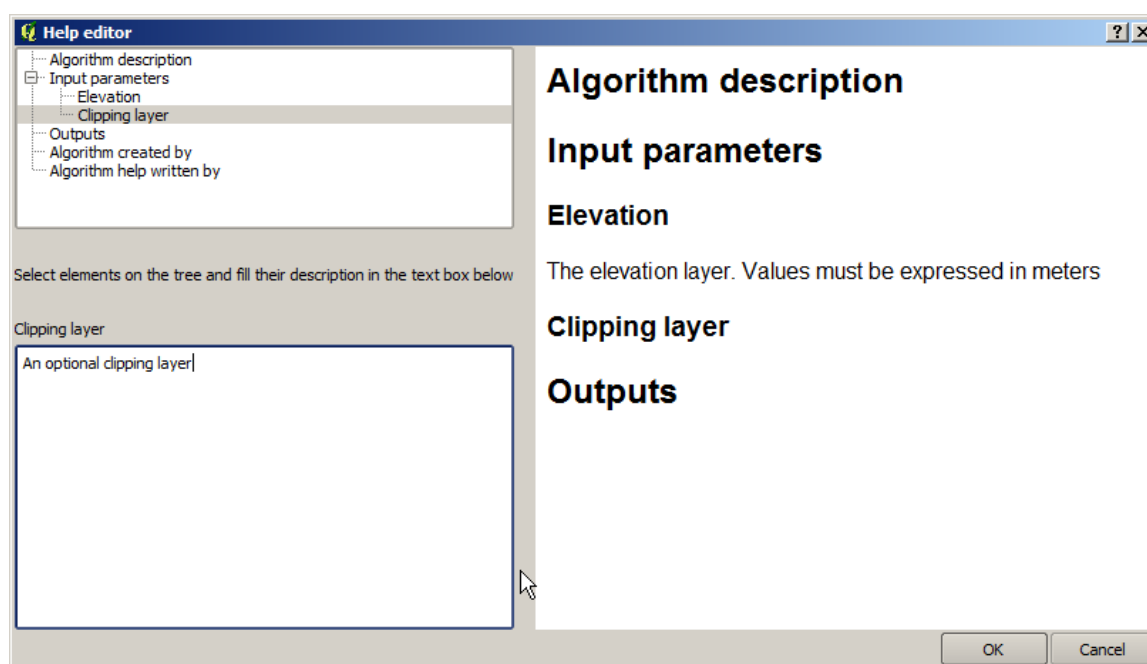 Help editor
Algorithm description
Input parameters
Elevation
Clipping layer
Outputs
Algorithm created by
Algorithm help written by
Select elements on the tree and fill their description in the text box below
Clipping layer
An optional clipping layer
Algorithm description
Input parameters
Elevation
The elevation layer. Values must be expressed in meters
Clipping layer
Outputs
OK
Cancel